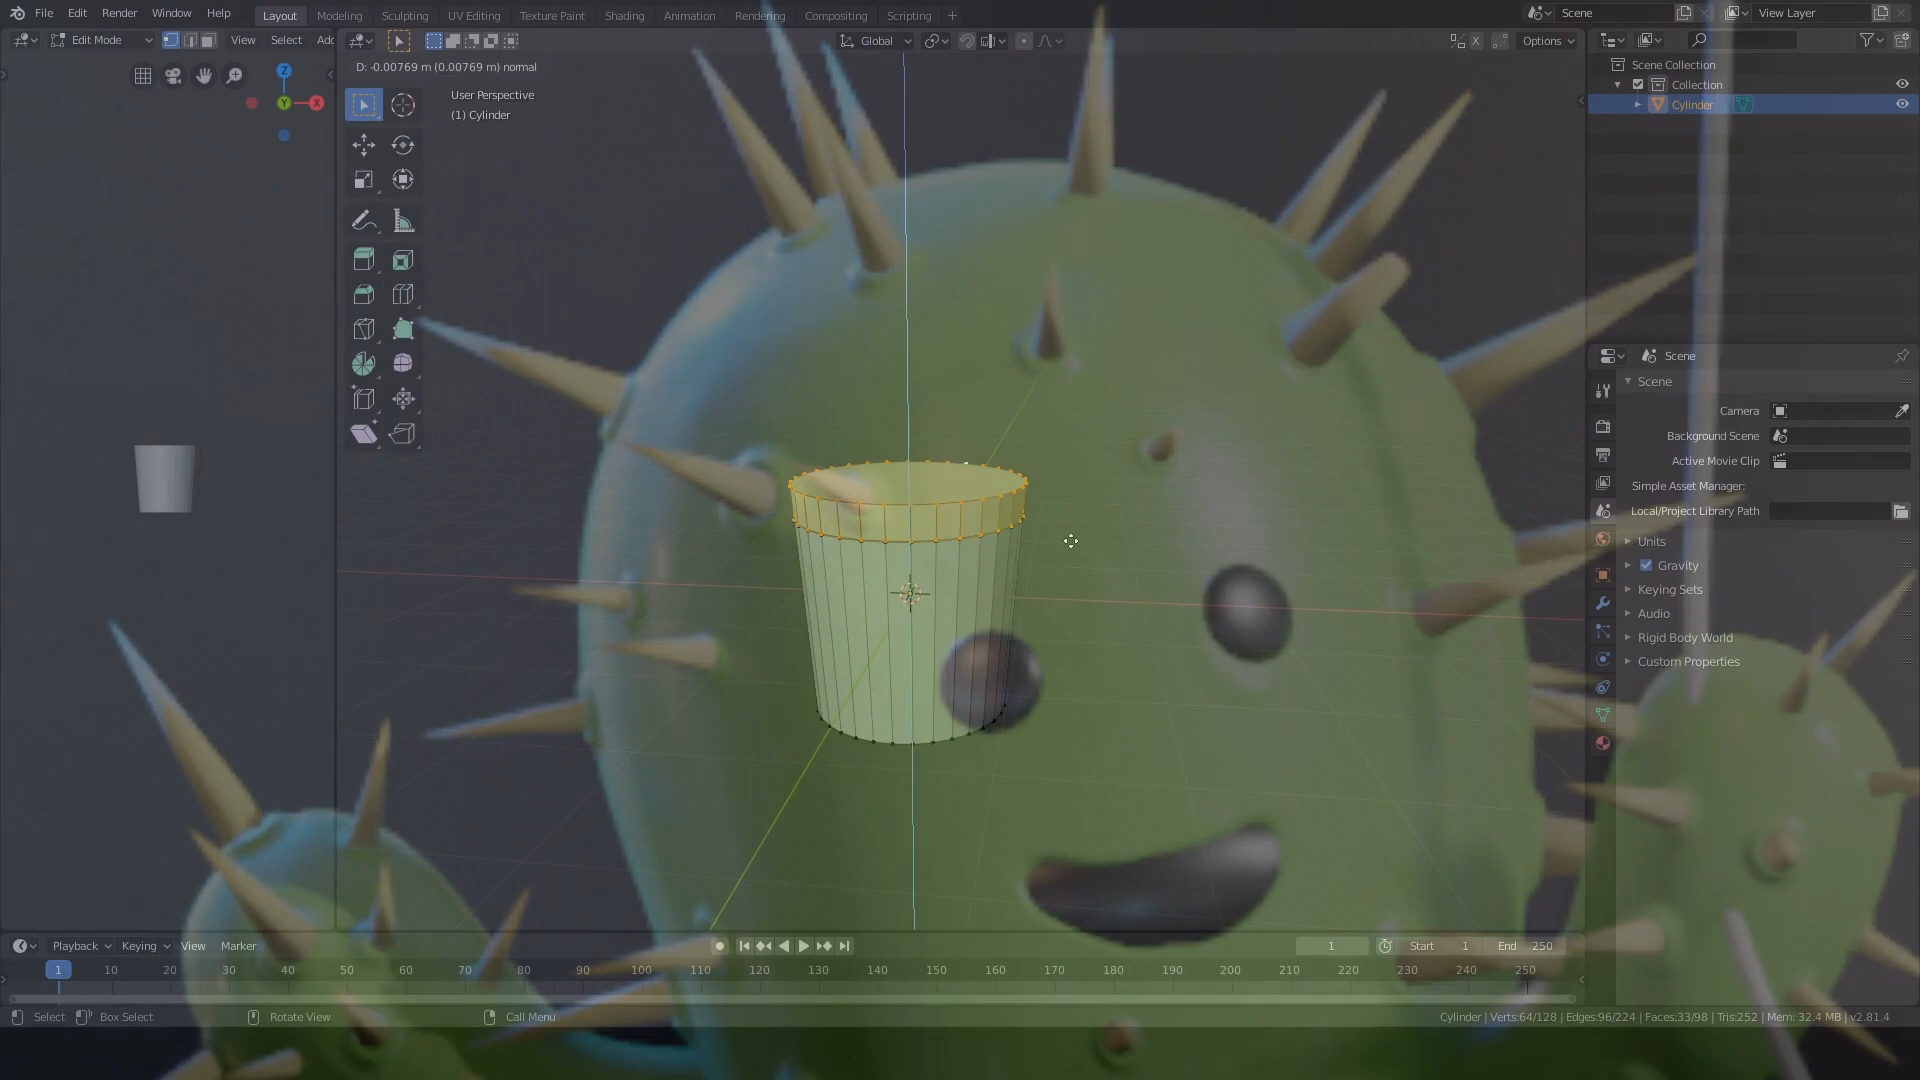 File Edit Render Window Help
Layout Modeling Sculpting UV Editing Texture Paint Shading Animation Rendering Compositing Scripting +
Scene
View Layer
Edit Mode View Select Add
Global
Options
D: -0.00769 m (0.00769 m) normal
User Perspective
(1) Cylinder
Z
Y
X
X
Scene Collection
Collection
Cylinder
Scene
Scene
Camera
Background Scene
Active Movie Clip
Simple Asset Manager:
Local/Project Library Path
Units
Gravity
Keying Sets
Audio
Rigid Body World
Custom Properties
Playback Keying View Marker
1 Start 1 End 250
1 10 20 30 40 50 60 70 80 90 100 110 120 130 140 150 160 170 180 190 200 210 220 230 240 250
Select Box Select Rotate View Call Menu
Cylinder | Verts:64/128 | Edges:96/224 | Faces:33/98 | Tris:252 | Mem: 32.4 MB | v2.81.4